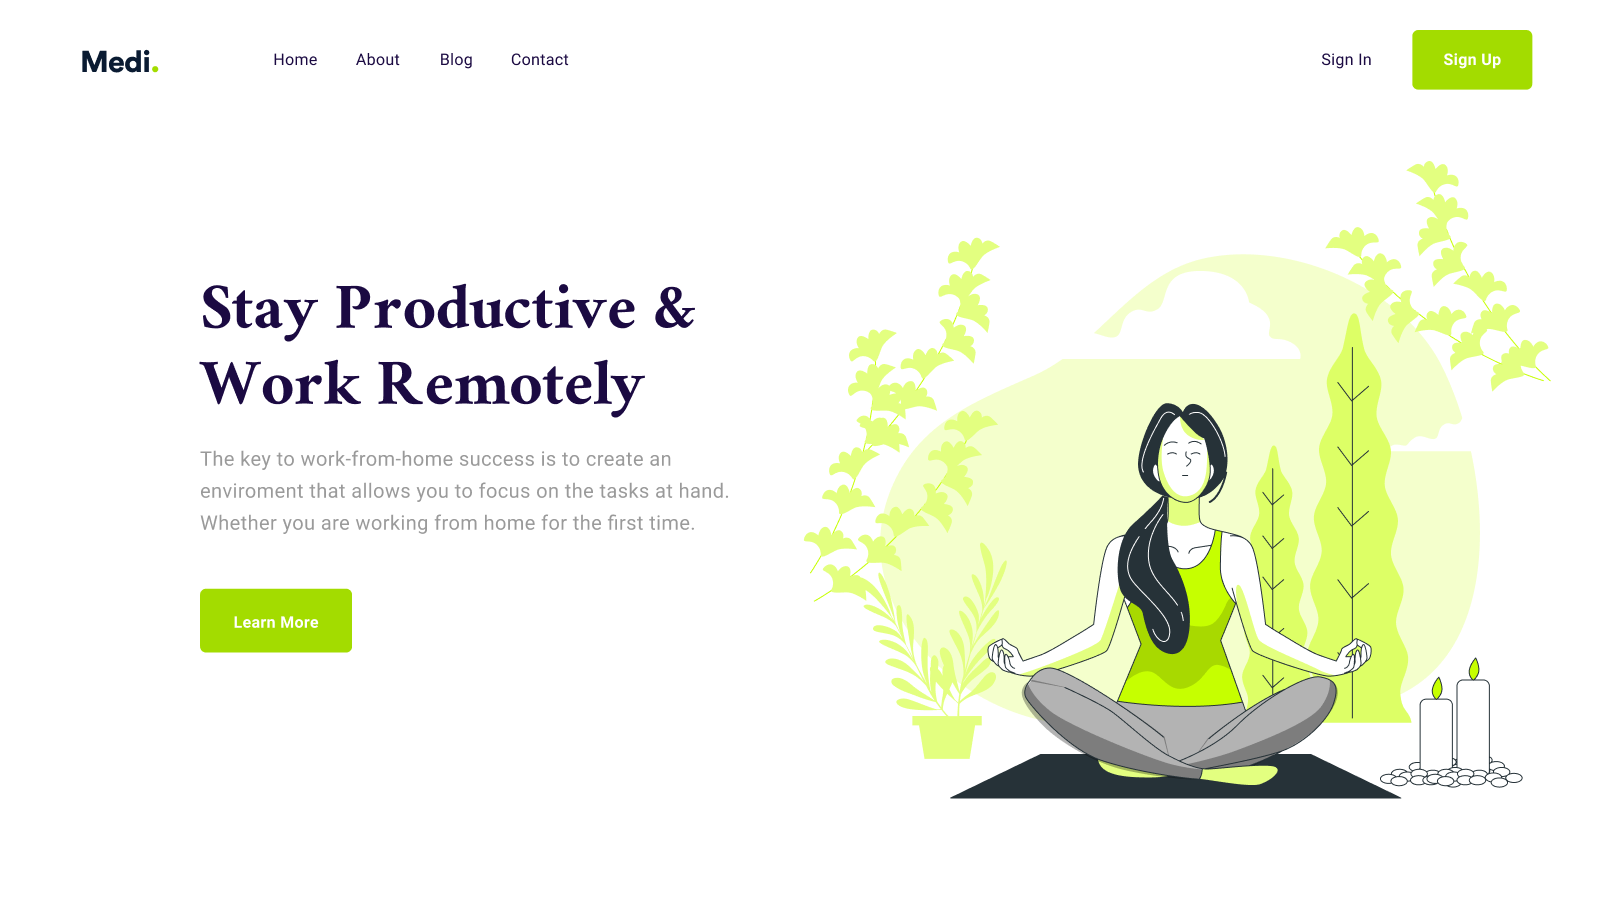 Medi.
Home About Blog Contact
Sign In Sign Up
Stay Productive &
Work Remotely
The key to work-from-home success is to create an
enviroment that allows you to focus on the tasks at hand.
Whether you are working from home for the first time.
Learn More